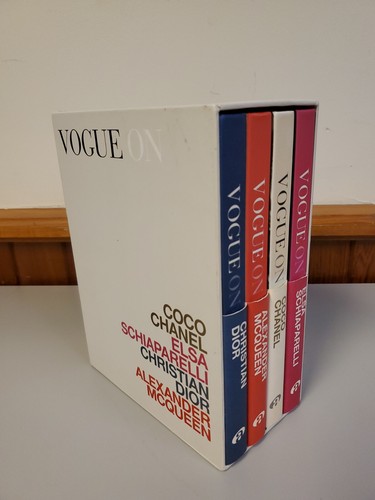 VOGUE ON
COCO
CHANEL
ELSA
SCHIAPARELLI
CHRISTIAN
DIOR
ALEXANDER
MCQUEEN
VOGUE ON
CHRISTIAN
DIOR
VOGUE ON
ALEXANDER
MCQUEEN
VOGUE ON
COCO
CHANEL
VOGUE ON
ELSA
SCHIAPARELLI